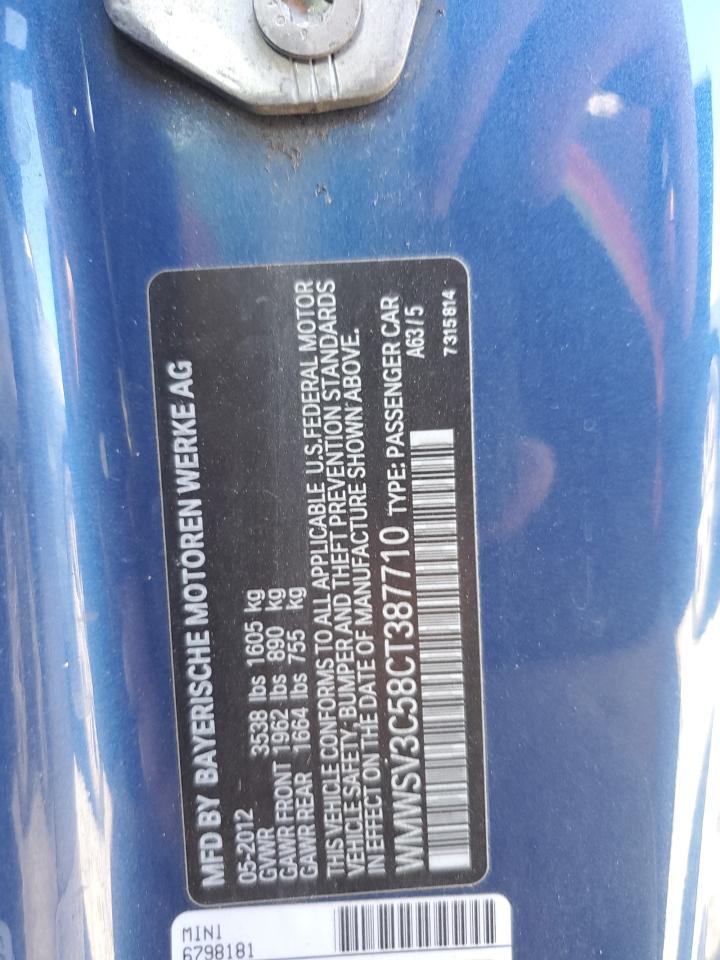 MFD BY BAYERISCHE MOTOREN WERKE AG
05-2012
GVWR 3538 lbs 1605 kg
GAWR FRONT 1962 lbs 890 kg
GAWR REAR 1664 lbs 755 kg
THIS VEHICLE CONFORMS TO ALL APPLICABLE U.S.FEDERAL MOTOR
VEHICLE SAFETY, BUMPER AND THEFT PREVENTION STANDARDS
IN EFFECT ON THE DATE OF MANUFACTURE SHOWN ABOVE.
WMWSV3C58CT387710 TYPE: PASSENGER CAR
A63/5
7315814
MINI
6798181